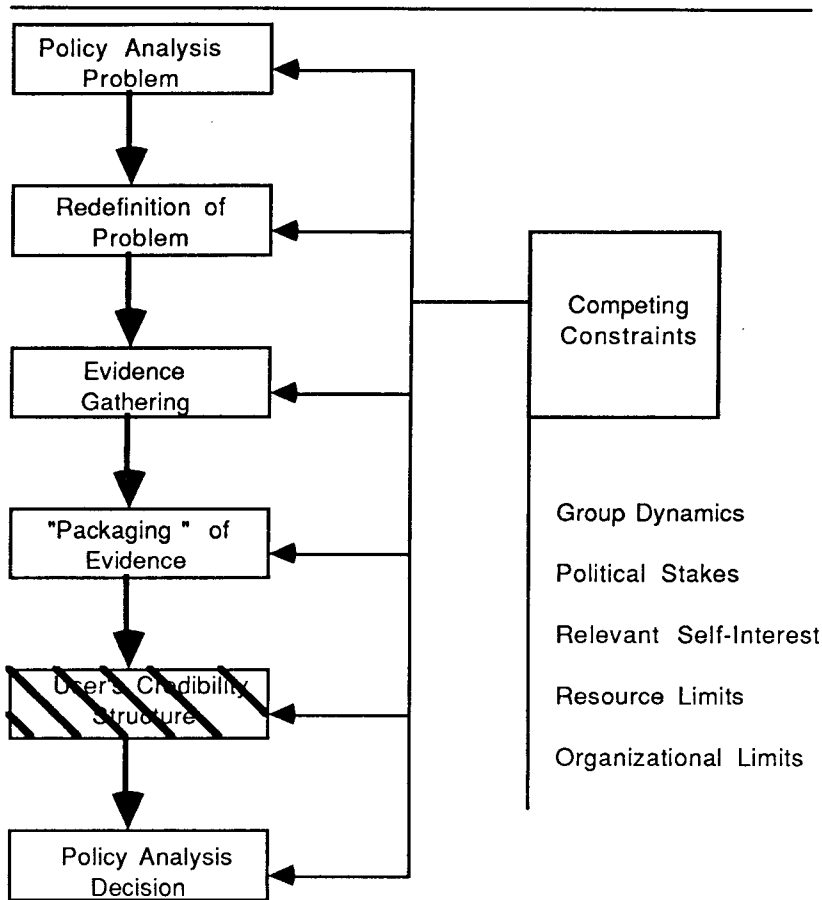 Policy Analysis
Problem
Redefinition of
Problem
Evidence
Gathering
"Packaging " of
Evidence
User's Credibility
Structure
Policy Analysis
Decision
Competing
Constraints
Group Dynamics
Political Stakes
Relevant Self-Interest
Resource Limits
Organizational Limits